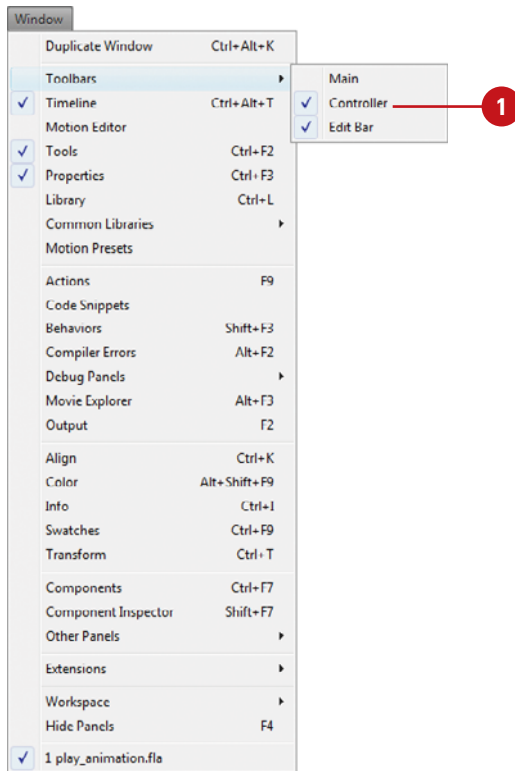 Window
Duplicate Window Ctrl+Alt+K
Toolbars
Main
Timeline Ctrl+Alt+T
Controller 1
Motion Editor
Edit Bar
Tools Ctrl+F2
Properties Ctrl+F3
Library Ctrl+L
Common Libraries
Motion Presets
Actions F9
Code Snippets
Behaviors Shift+F3
Compiler Errors Alt+F2
Debug Panels
Movie Explorer Alt+F3
Output F2
Align Ctrl+K
Color Alt+Shift+F9
Info Ctrl+I
Swatches Ctrl+F9
Transform Ctrl+T
Components Ctrl+F7
Component Inspector Shift+F7
Other Panels
Extensions
Workspace
Hide Panels F4
1 play_animation.fla